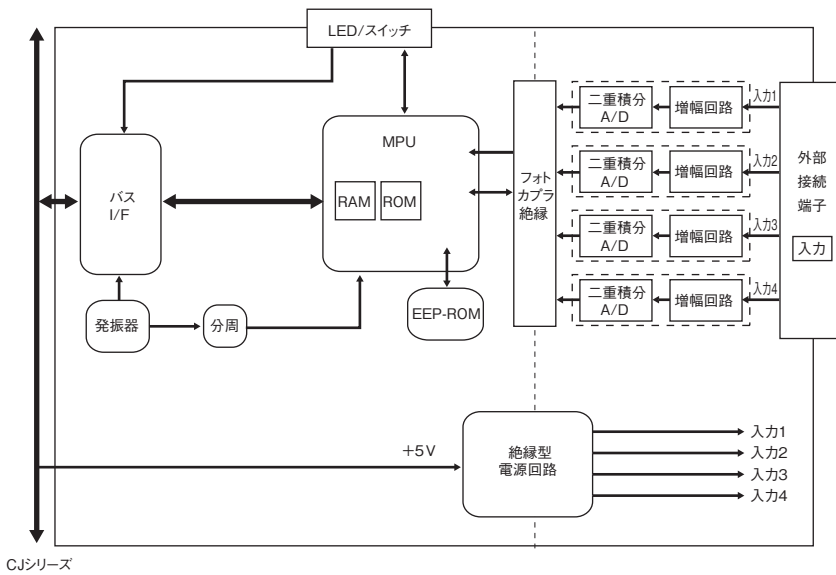 LED/スイッチ
MPU
RAM
ROM
バス
I/F
発振器
分周
EEP-ROM
フォト
カプラ
絶縁
二重積分
A/D
増幅回路
入力1
二重積分
A/D
増幅回路
入力2
二重積分
A/D
増幅回路
入力3
二重積分
A/D
増幅回路
入力4
外部
接続
端子
入力
+5V
絶縁型
電源回路
入力1
入力2
入力3
入力4
CJシリーズ